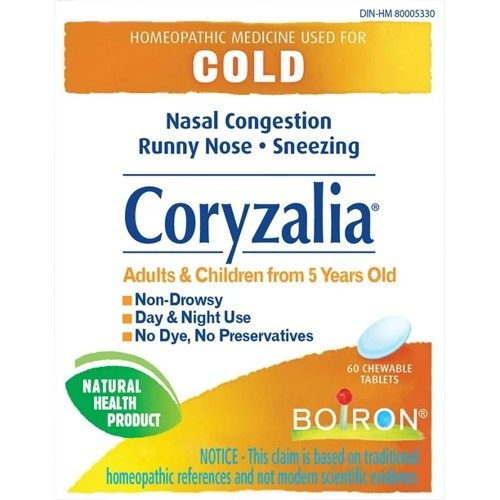 DIN-HM 80005330
HOMEOPATHIC MEDICINE USED FOR
COLD
Nasal Congestion
Runny Nose • Sneezing
Coryzalia®
Adults & Children from 5 Years Old
Non-Drowsy
Day & Night Use
No Dye, No Preservatives
60 CHEWABLE
TABLETS
NATURAL
HEALTH
PRODUCT
BOIRON®
NOTICE - This claim is based on traditional
homeopathic references and not modern scientific evidence.